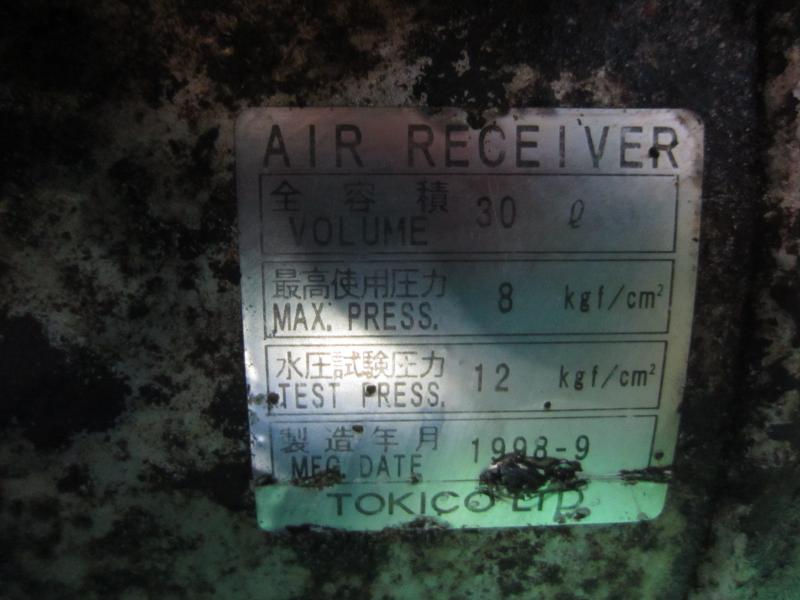 AIR RECEIVER
全容積
VOLUME
30 ℓ
最高使用圧力
MAX. PRESS.
8 kgf/cm²
水圧試験圧力
TEST PRESS.
12 kgf/cm²
製造年月
MFG DATE
1998-9
TOKICO LTD.